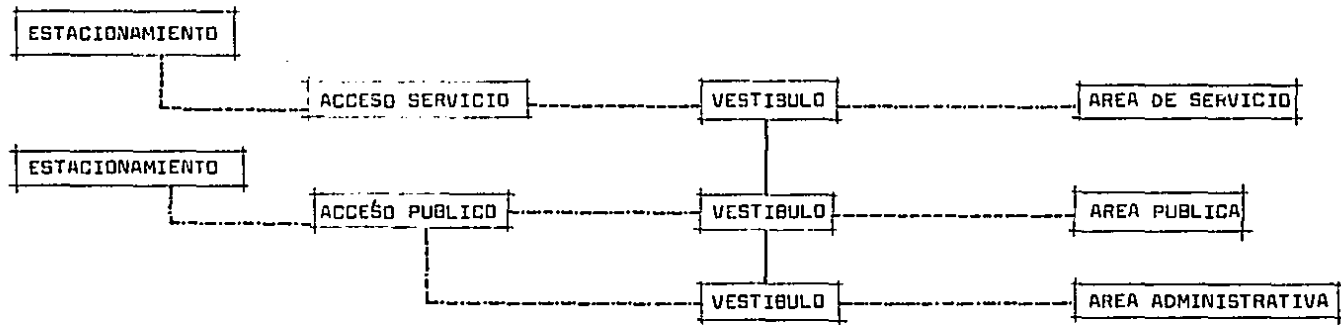 ESTACIONAMIENTO
ACCESO SERVICIO
VESTIBULO
AREA DE SERVICIO
ESTACIONAMIENTO
ACCESO PUBLICO
VESTIBULO
AREA PUBLICA
VESTIBULO
AREA ADMINISTRATIVA